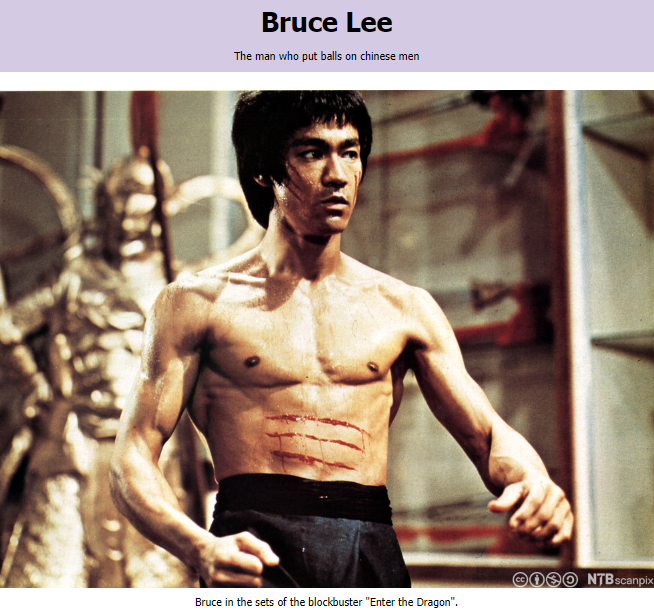 Bruce Lee
The man who put balls on chinese men
NTBscanpix
Bruce in the sets of the blockbuster "Enter the Dragon".